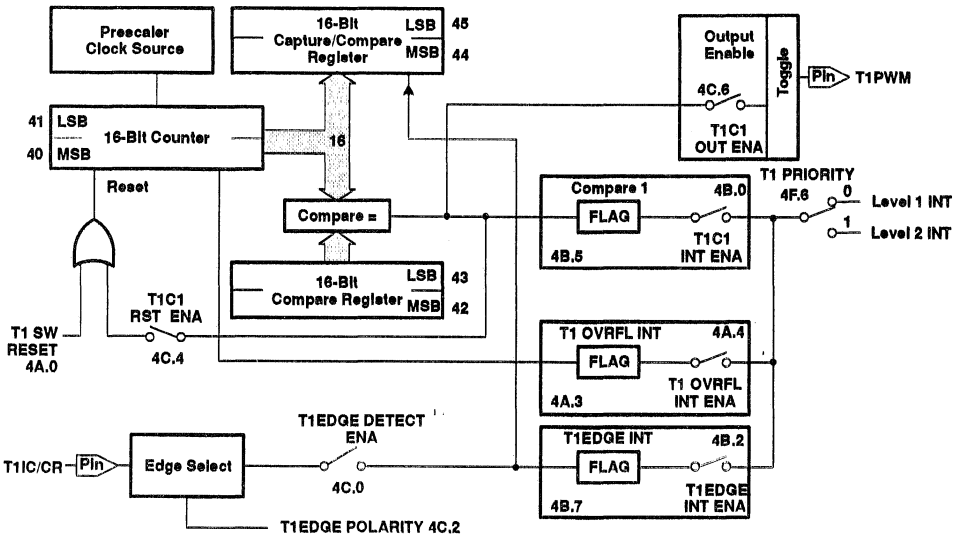 Prescaler
Clock Source
16-Bit
Capture/Compare
Register
LSB
MSB
45
44
41
40
LSB
MSB
16-Bit Counter
16
Reset
Compare =
16-Bit
Compare Register
LSB
MSB
43
42
Output
Enable
4C.6
T1C1
OUT ENA
Toggle
Pin
T1PWM
T1 PRIORITY
4F.6
0
Level 1 INT
1
Level 2 INT
Compare 1
4B.0
FLAG
T1C1
INT ENA
4B.5
T1C1
RST ENA
4C.4
T1 SW
RESET
4A.0
T1 OVRFL INT
4A.4
FLAG
T1 OVRFL
INT ENA
4A.3
T1EDGE DETECT
ENA
4C.0
T1IC/CR
Pin
Edge Select
T1EDGE POLARITY 4C.2
T1EDGE INT
4B.2
FLAG
T1EDGE
INT ENA
4B.7